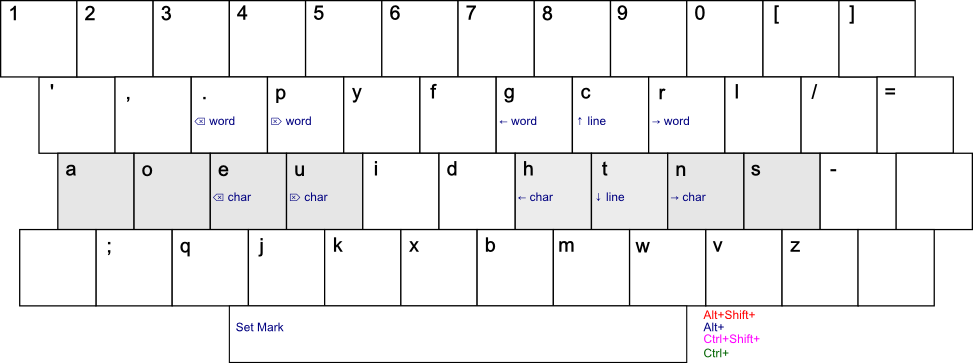 1 2 3 4 5 6 7 8 9 0 [ ]
' , . p y f g c r l / =
⌫ word ⌦ word ← word ↑ line → word
a o e u i d h t n s -
⌫ char ⌦ char ← char ↓ line → char
; q j k x b m w v z
Set Mark
Alt+Shift+
Alt+
Ctrl+Shift+
Ctrl+